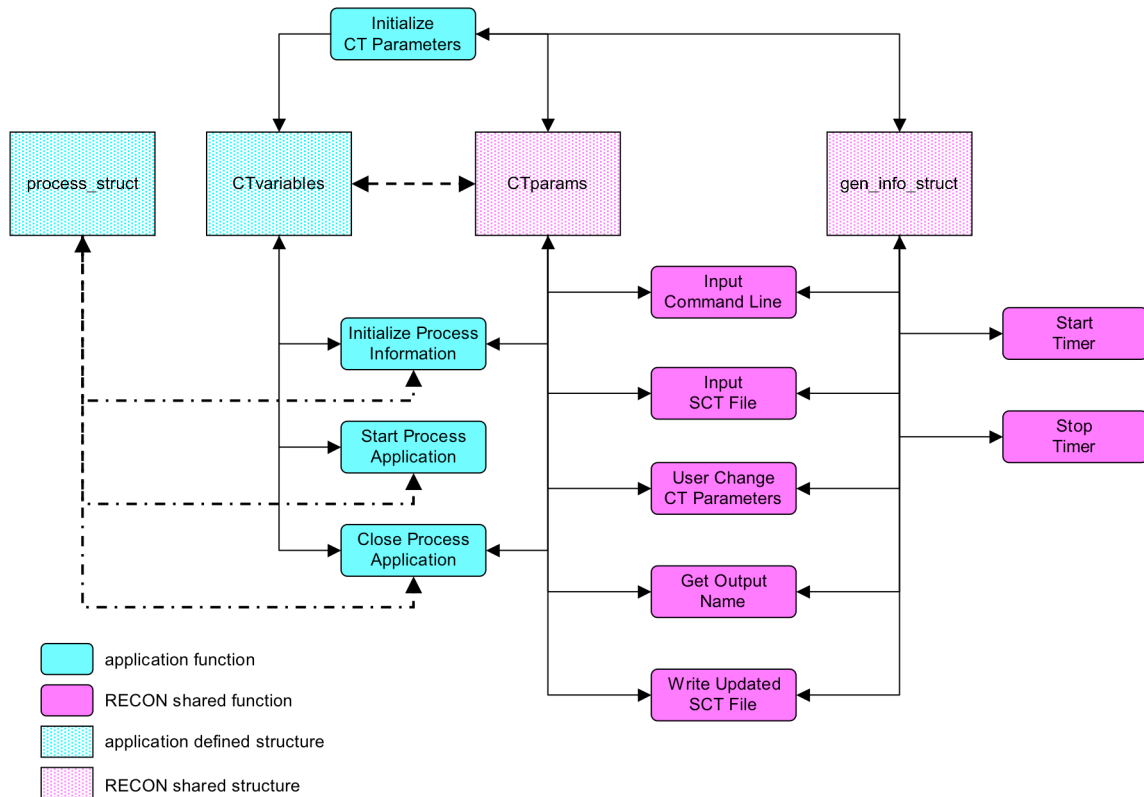 Initialize
CT Parameters
process_struct
CTvariables
CTparams
gen_info_struct
Input
Command Line
Start
Timer
Initialize Process
Information
Input
SCT File
Stop
Timer
Start Process
Application
User Change
CT Parameters
Close Process
Application
Get Output
Name
Write Updated
SCT File
application function
RECON shared function
application defined structure
RECON shared structure